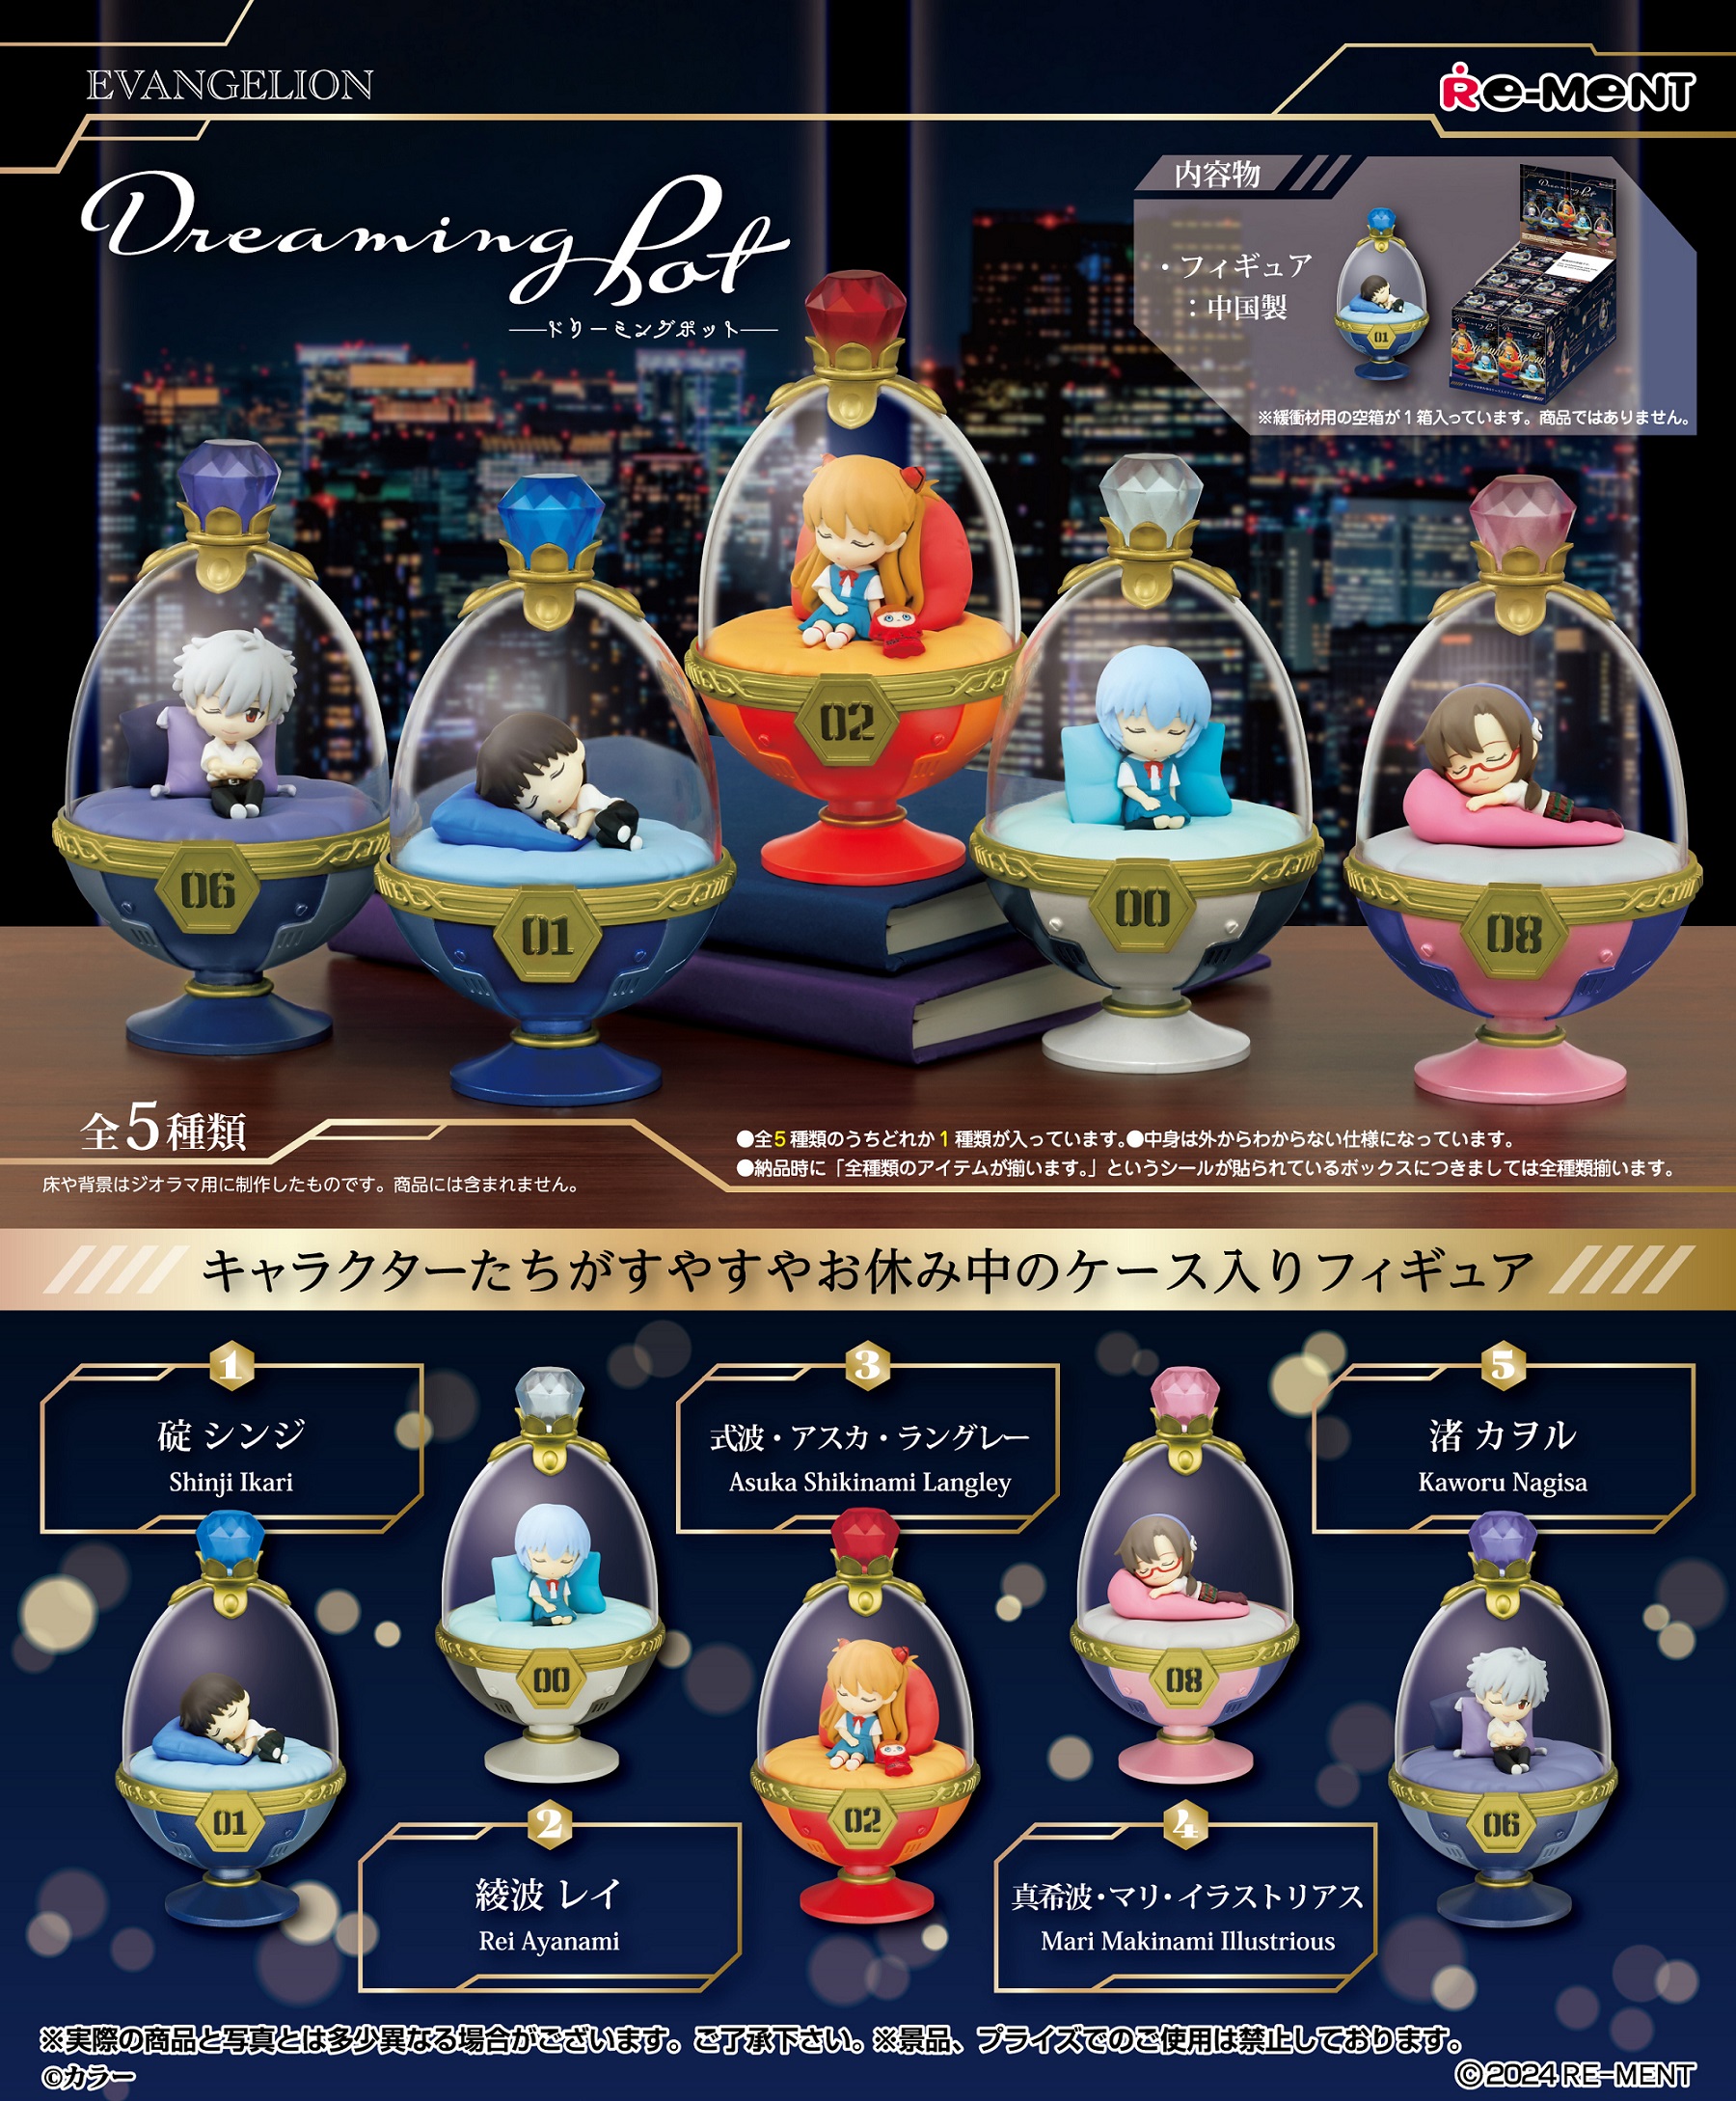 EVANGELION
Re-MeNT
Dreaming Pot
ドリーミングポット
内容物
・フィギュア
：中国製
01
Dreaming Pot
Dreaming Pot
※緩衝材用の空箱が1箱入っています。商品ではありません。
02
06
01
00
08
全5種類
床や背景はジオラマ用に制作したものです。商品には含まれません。
●全5種類のうちどれか1種類が入っています。●中身は外からわからない仕様になっています。
●納品時に「全種類のアイテムが揃います。」というシールが貼られているボックスにつきましては全種類揃います。
キャラクターたちがすやすやお休み中のケース入りフィギュア
1
碇 シンジ
Shinji Ikari
01
2
綾波 レイ
Rei Ayanami
00
3
式波・アスカ・ラングレー
Asuka Shikinami Langley
02
4
真希波・マリ・イラストリアス
Mari Makinami Illustrious
08
5
渚 カヲル
Kaworu Nagisa
06
※実際の商品と写真とは多少異なる場合がございます。ご了承下さい。※景品、プライズでのご使用は禁止しております。
©カラー
©2024 RE-MENT